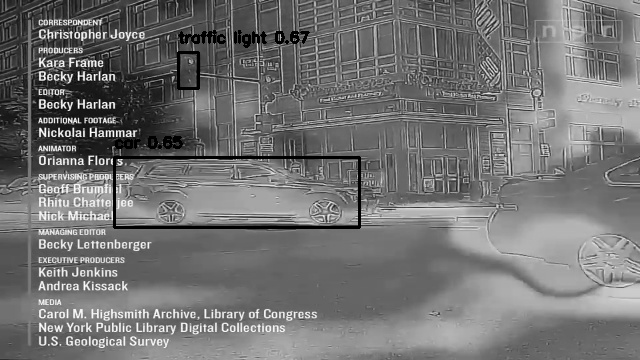 CORRESPONDENT
Christopher Joyce
PRODUCERS
Kara Frame
Becky Harlan
EDITOR
Becky Harlan
ADDITIONAL FOOTAGE
Nickolai Hammar
ANIMATOR
Orianna Flores
SUPERVISING PRODUCERS
Geoff Brumfiel
Rhitu Chatterjee
Nick Michael
MANAGING EDITOR
Becky Lettenberger
EXECUTIVE PRODUCERS
Keith Jenkins
Andrea Kissack
MEDIA
Carol M. Highsmith Archive, Library of Congress
New York Public Library Digital Collections
U.S. Geological Survey
traffic light 0.67
car 0.65
n p r